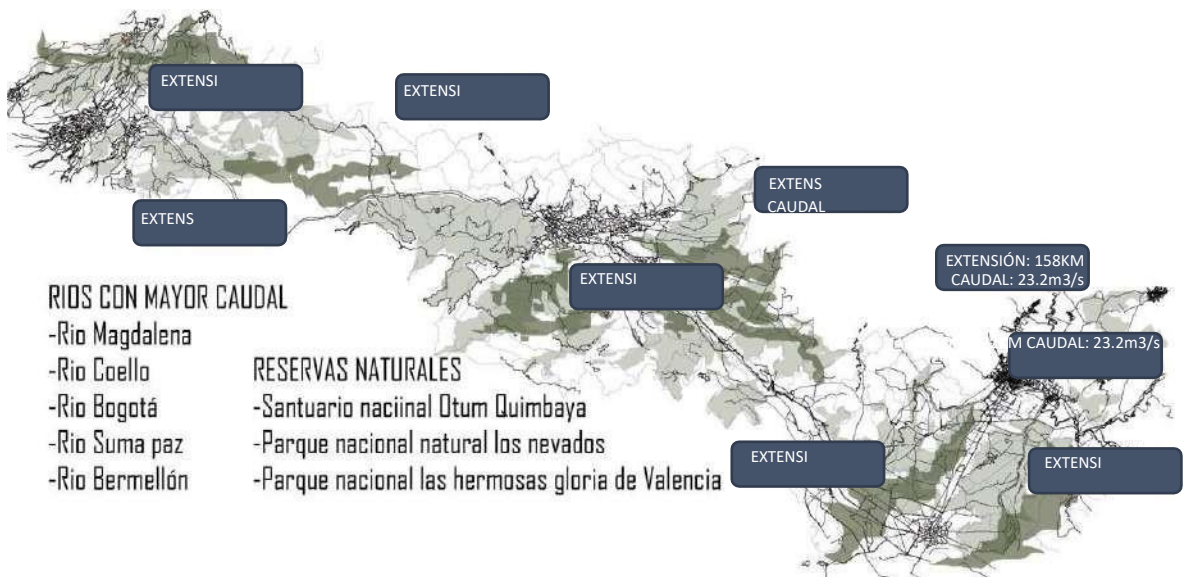 EXTENSI
EXTENSI
EXTENS
CAUDAL
EXTENS
EXTENSIÓN: 158KM
CAUDAL: 23.2m3/s
EXTENSI
M CAUDAL: 23.2m3/s
EXTENSI
EXTENSI
RIOS CON MAYOR CAUDAL
-Rio Magdalena
-Rio Coello
-Rio Bogotá
-Rio Suma paz
-Rio Bermellón
RESERVAS NATURALES
-Santuario naciinal Otum Quimbaya
-Parque nacional natural los nevados
-Parque nacional las hermosas gloria de Valencia